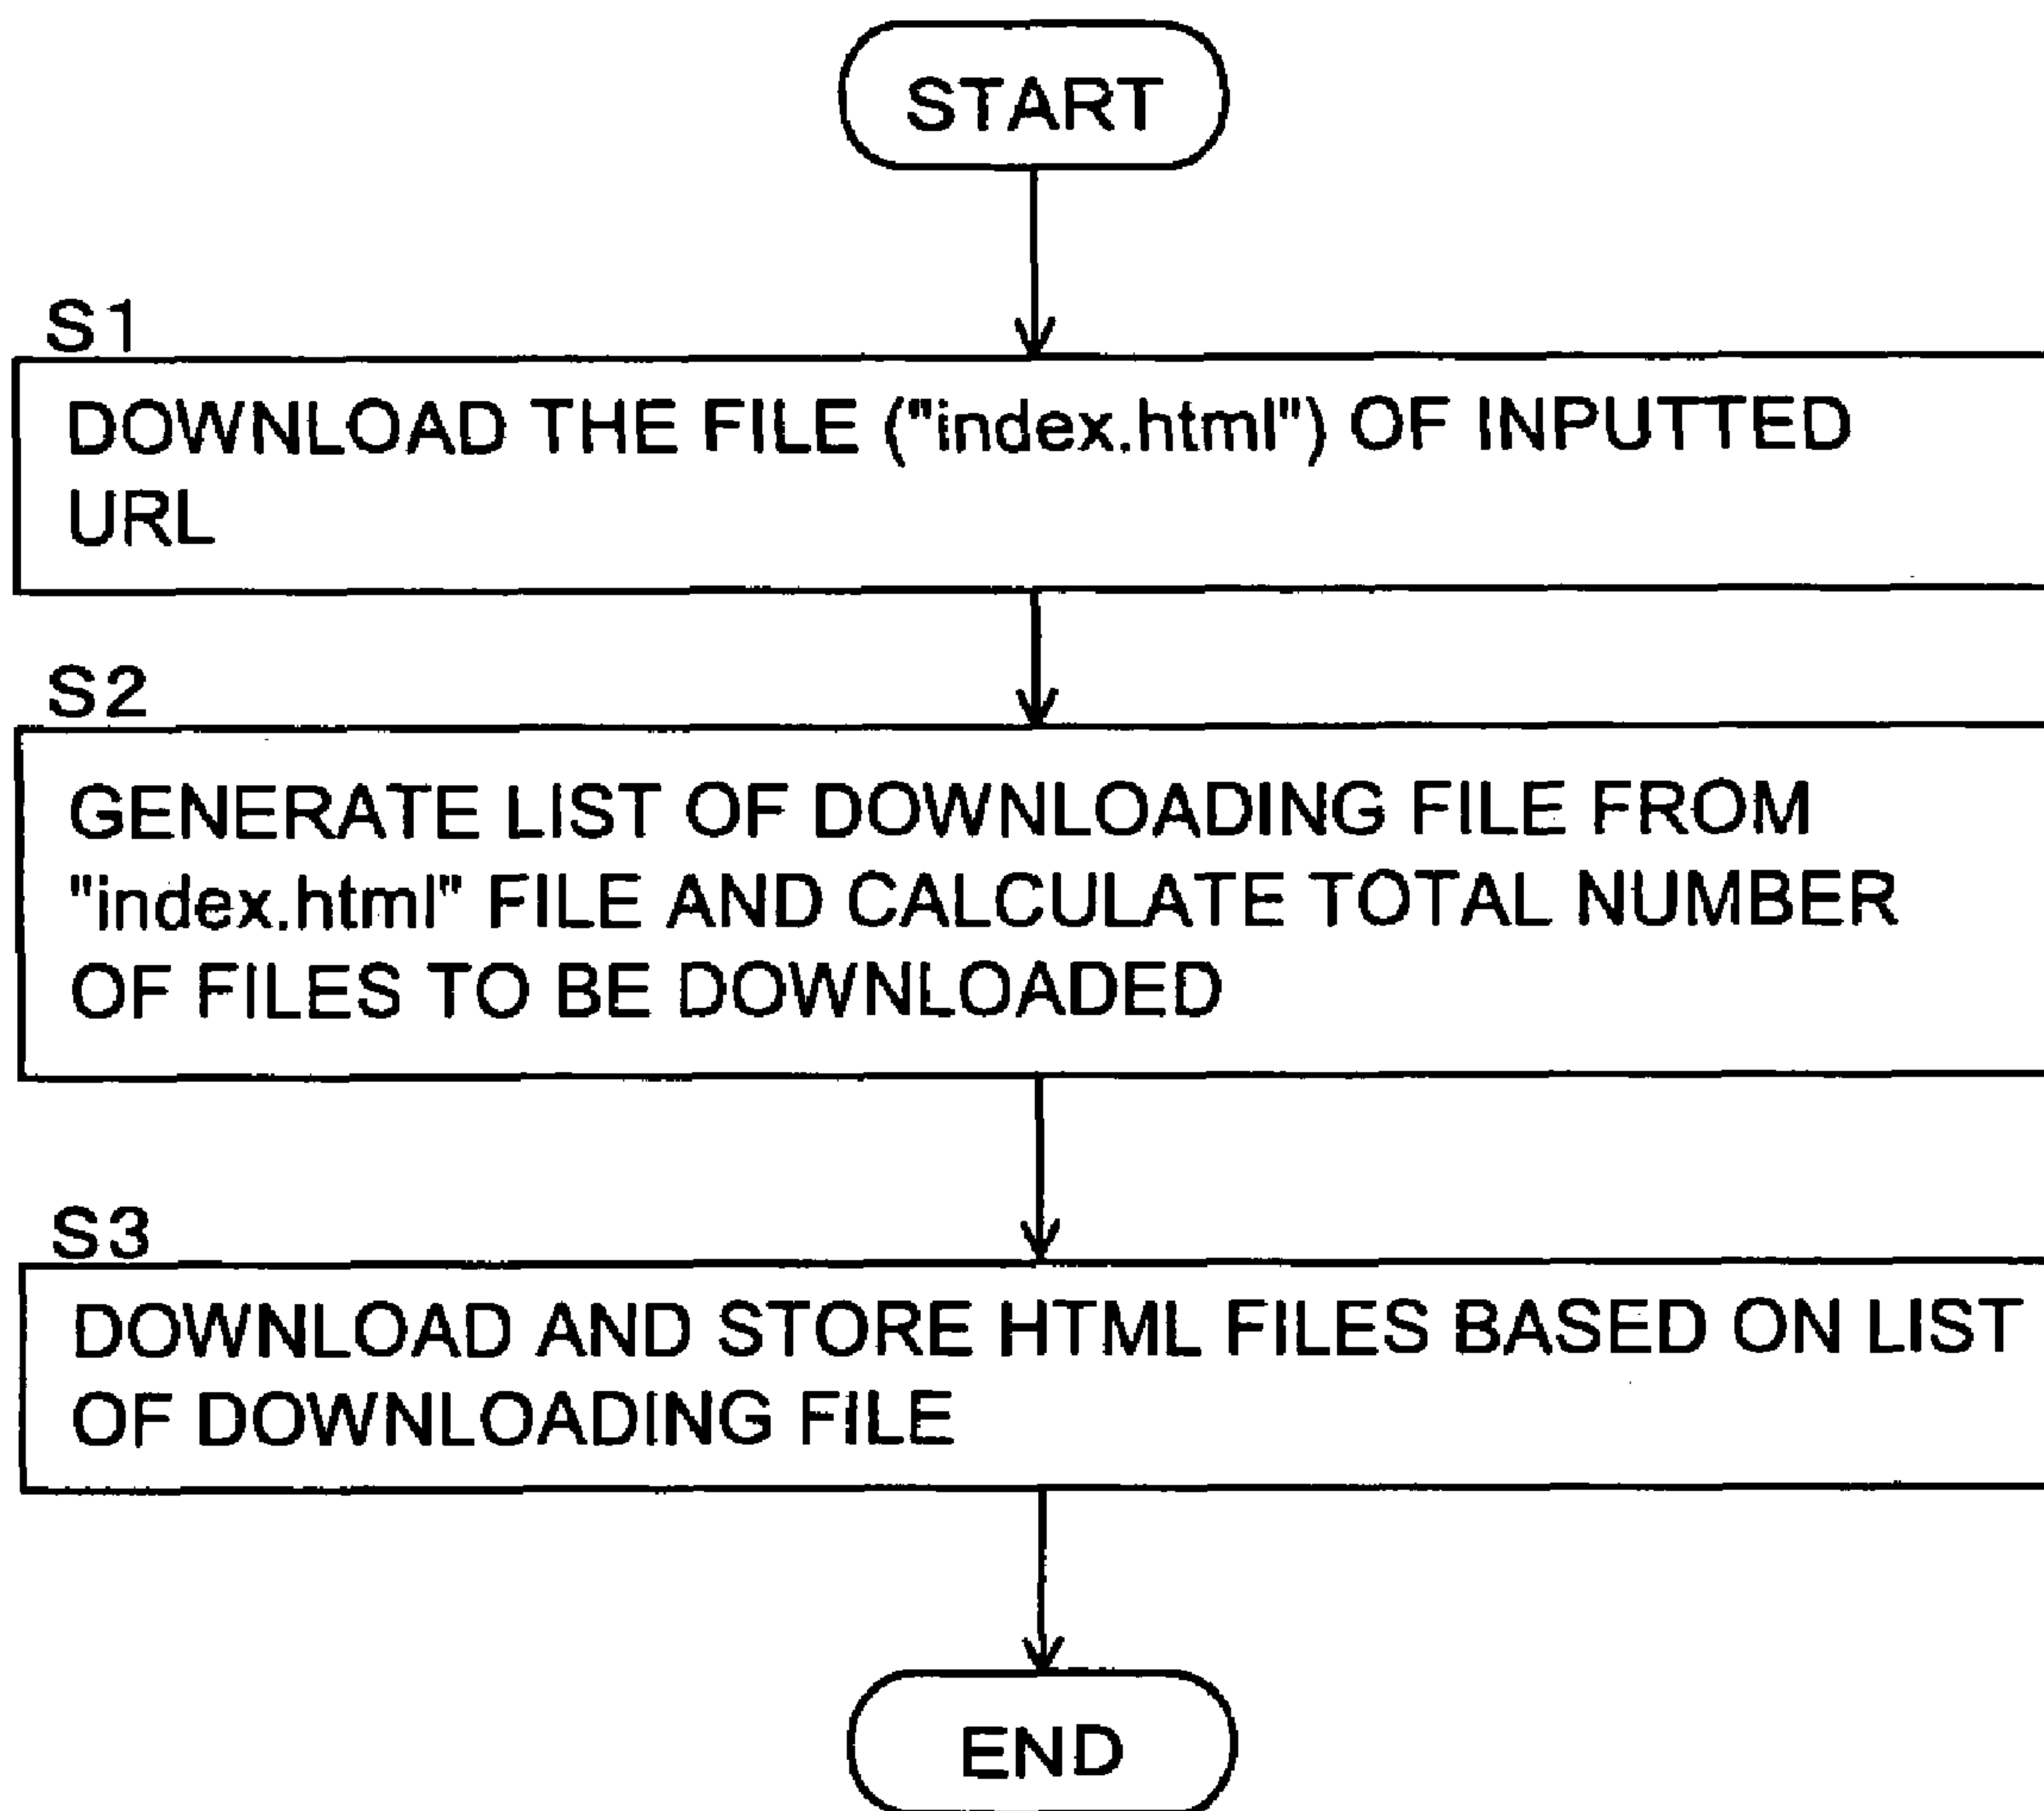 START
S1
DOWNLOAD THE FILE ("index.html") OF INPUTTED
URL
S2
GENERATE LIST OF DOWNLOADING FILE FROM
"index.html" FILE AND CALCULATE TOTAL NUMBER
OF FILES TO BE DOWNLOADED
S3
DOWNLOAD AND STORE HTML FILES BASED ON LIST
OF DOWNLOADING FILE
END